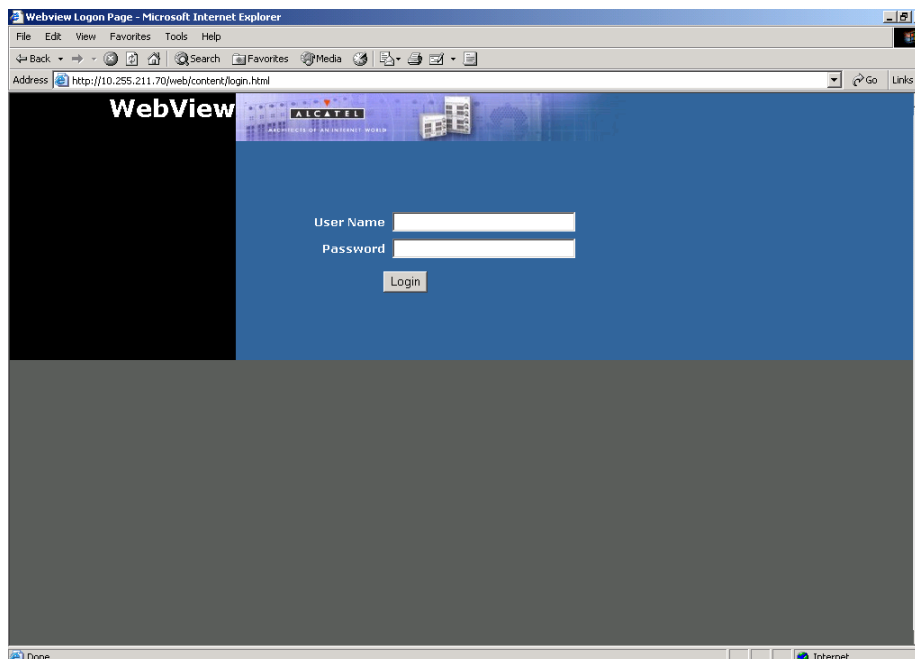 Webview Logon Page - Microsoft Internet Explorer
File Edit View Favorites Tools Help
Back Search Favorites Media
Address http://10.255.211.70/web/content/login.html Go Links
WebView
ALCATEL
ARCHITECTS OF AN INTERNET WORLD
User Name
Password
Login
Done Internet